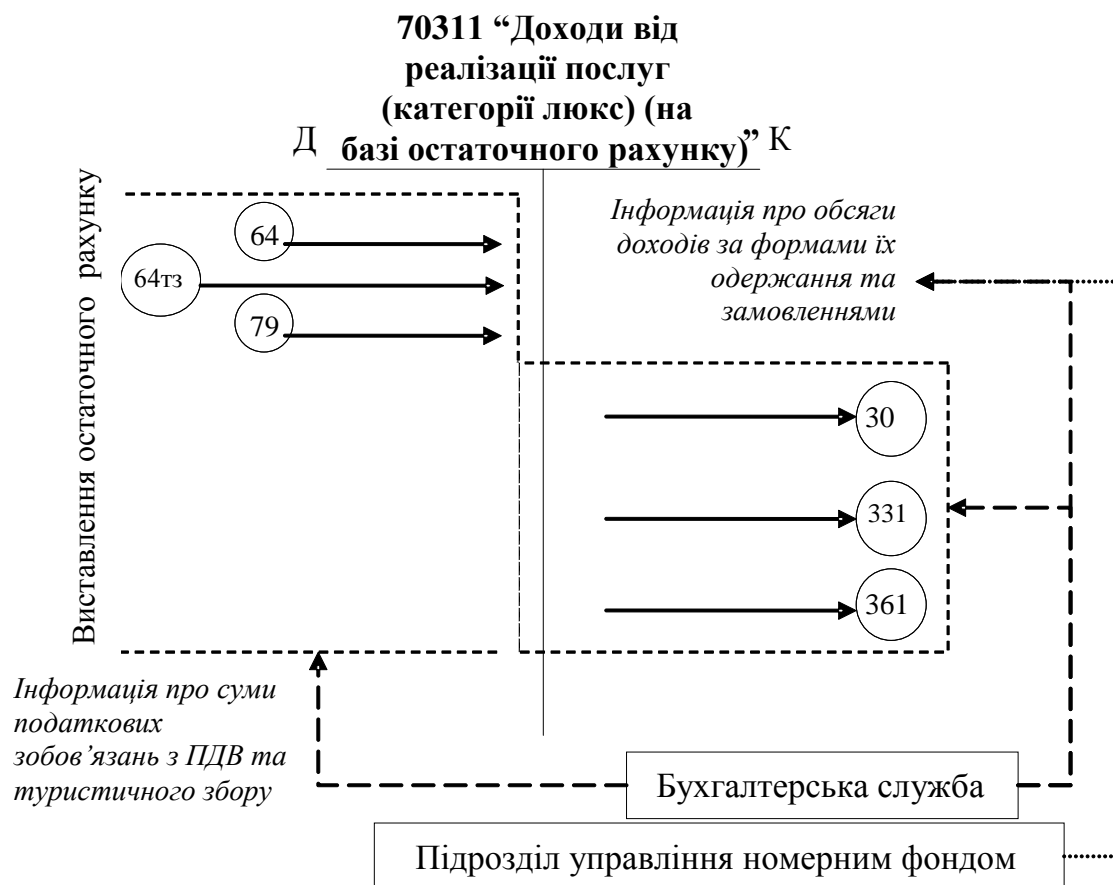 70311 “Доходи від
реалізації послуг
(категорії люкс) (на
базі остаточного рахунку)”
Д
К
Виставлення остаточного рахунку
64
64тз
79
Інформація про обсяги
доходів за формами їх
одержання та
замовленнями
30
331
361
Інформація про суми
податкових
зобов’язань з ПДВ та
туристичного збору
Бухгалтерська служба
Підрозділ управління номерним фондом